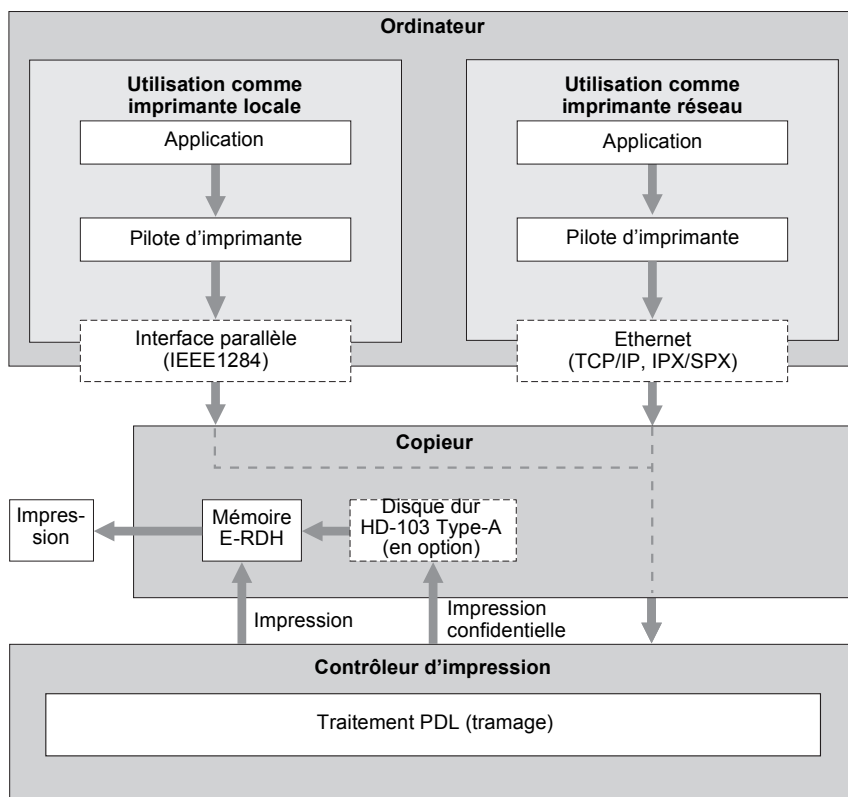 Ordinateur
Utilisation comme
imprimante locale
Application
Pilote d'imprimante
Interface parallèle
(IEEE1284)
Utilisation comme
imprimante réseau
Application
Pilote d'imprimante
Ethernet
(TCP/IP, IPX/SPX)
Copieur
Impres-
sion
Mémoire
E-RDH
Disque dur
HD-103 Type-A
(en option)
Impression
Impression
confidentielle
Contrôleur d'impression
Traitement PDL (tramage)